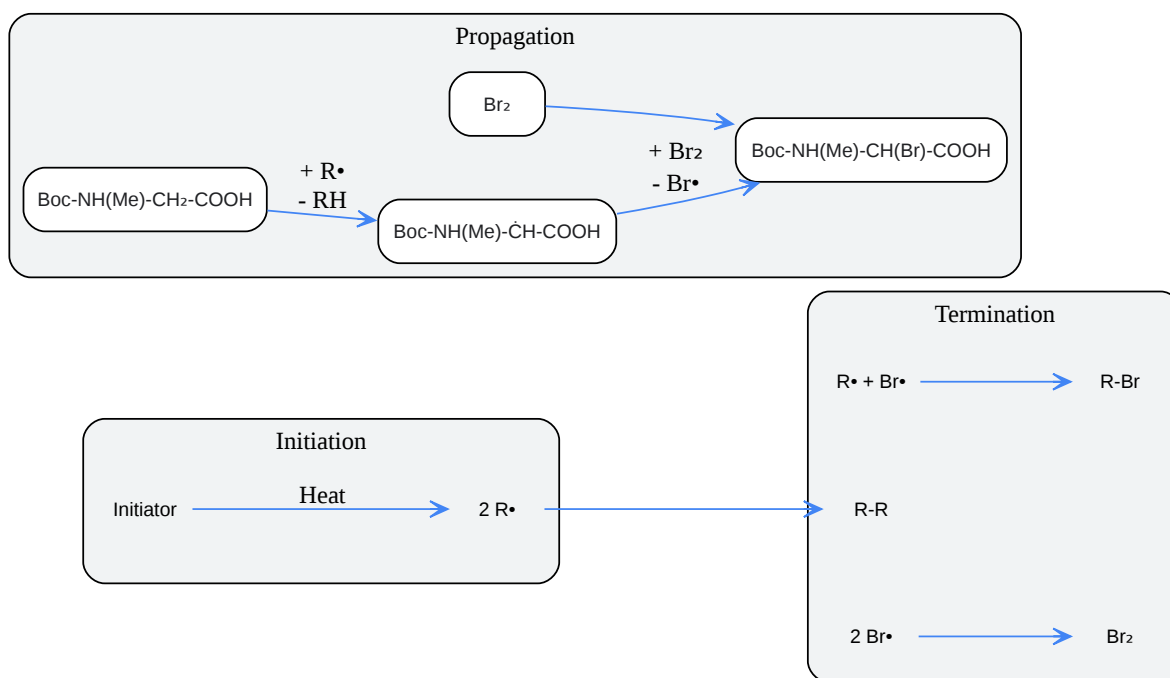 Propagation
Br₂
Boc-NH(Me)-CH(Br)-COOH
+ Br₂
- Br•
+ R•
- RH
Boc-NH(Me)-CH₂-COOH
Boc-NH(Me)-ĊH-COOH
Termination
R• + Br•
R-Br
Initiation
Heat
Initiator
2 R•
R-R
2 Br•
Br₂